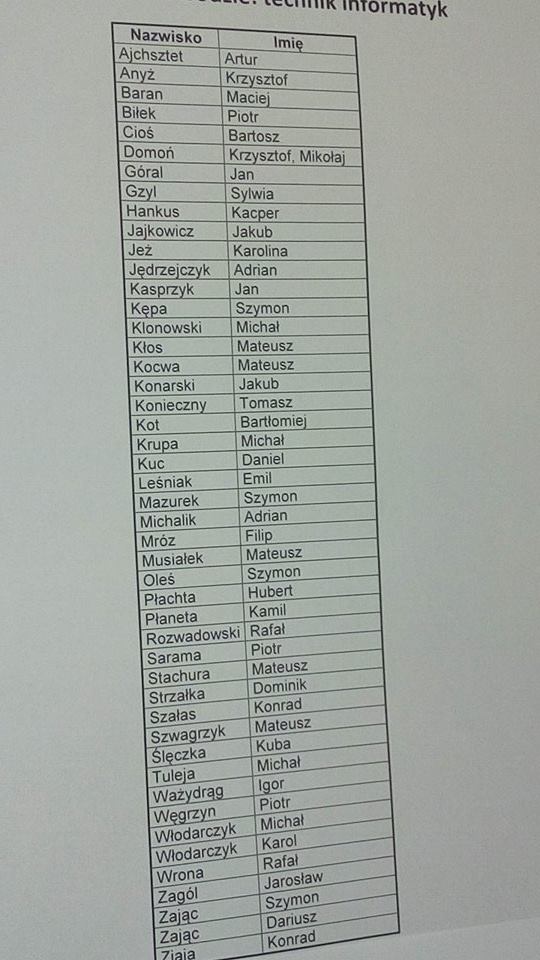 technik informatyk
Nazwisko Imię
Ajchsztet Artur
Anyż Krzysztof
Baran Maciej
Biłek Piotr
Cioś Bartosz
Domoń Krzysztof, Mikołaj
Góral Jan
Gzyl Sylwia
Hankus Kacper
Jajkowicz Jakub
Jeż Karolina
Jędrzejczyk Adrian
Kasprzyk Jan
Kępa Szymon
Klonowski Michał
Kłos Mateusz
Kocwa Mateusz
Konarski Jakub
Konieczny Tomasz
Kot Bartłomiej
Krupa Michał
Kuc Daniel
Leśniak Emil
Mazurek Szymon
Michalik Adrian
Mróz Filip
Musiałek Mateusz
Oleś Szymon
Płachta Hubert
Płaneta Kamil
Rozwadowski Rafał
Sarama Piotr
Stachura Mateusz
Strzałka Dominik
Szałas Konrad
Szwagrzyk Mateusz
Ślęczka Kuba
Tuleja Michał
Ważydrąg Igor
Węgrzyn Piotr
Włodarczyk Michał
Włodarczyk Karol
Wrona Rafał
Zagól Jarosław
Zając Szymon
Zając Dariusz
Ziaja Konrad